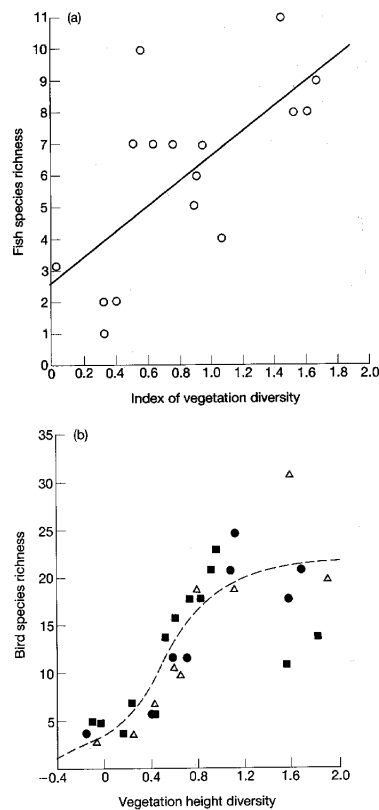 (a)
11
10
9
8
7
6
5
4
3
2
1
0
Fish species richness
0 0.2 0.4 0.6 0.8 1.0 1.2 1.4 1.6 1.8 2.0
Index of vegetation diversity
(b)
35
30
25
20
15
10
5
Bird species richness
−0.4 0 0.4 0.8 1.2 1.6 2.0
Vegetation height diversity